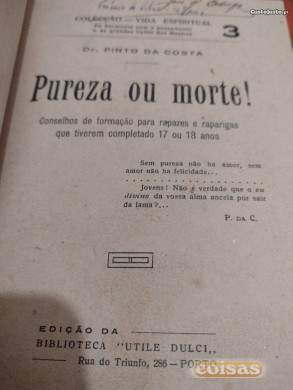 COLECÇÃO — VIDA ESPIRITUAL
3
DR. PINTO DA COSTA
Pureza ou morte!
Conselhos de formação para rapazes e raparigas
que tiverem completado 17 ou 18 anos
Sem pureza não ha amor, sem
amor não ha felicidade...
Jovens! Não é verdade que o eu
divino da vossa alma anceia por sair
da lama?...
P. DA C.
EDIÇÃO DA
BIBLIOTECA "UTILE DULCI„
Rua do Triunfo, 286 — PORTO
coisas